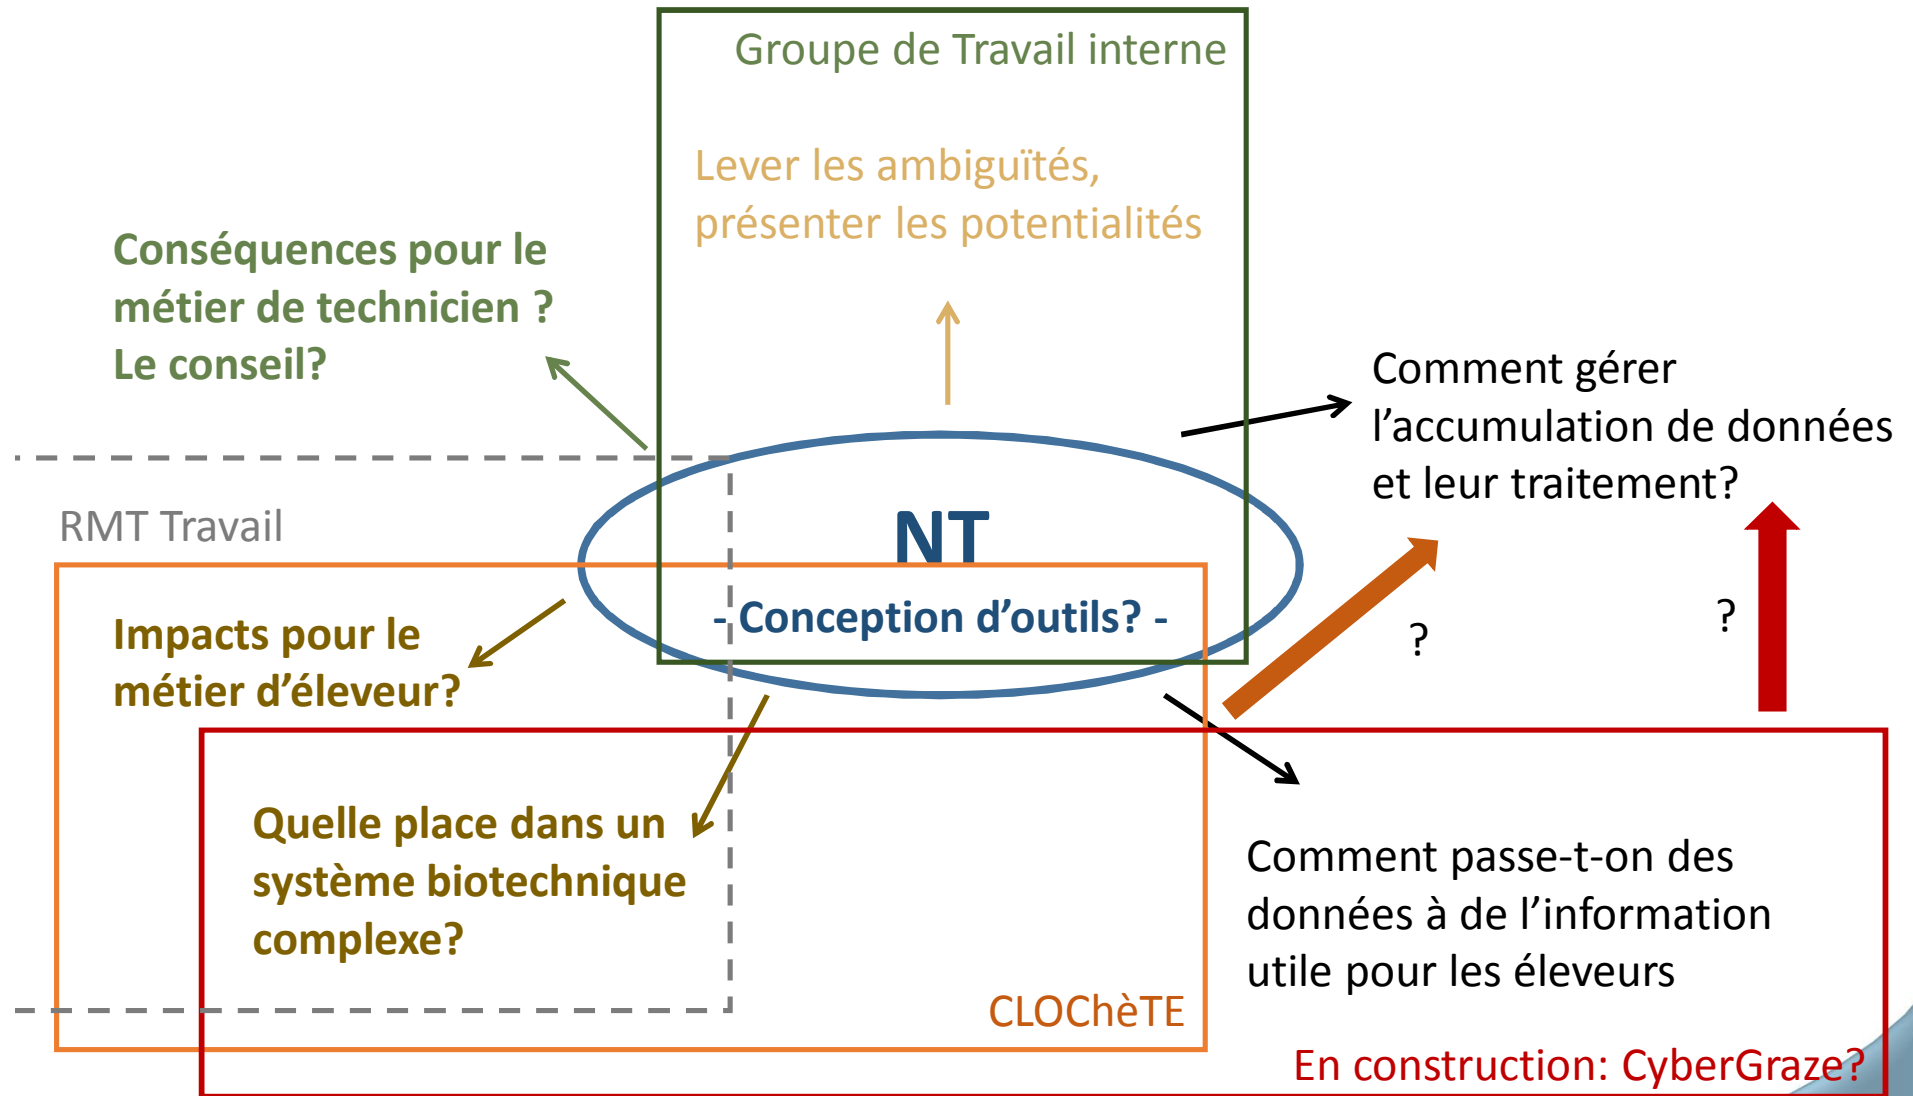 Groupe de Travail interne
Lever les ambiguïtés,
présenter les potentialités
Conséquences pour le
métier de technicien ?
Le conseil?
Comment gérer
l’accumulation de données
et leur traitement?
RMT Travail
NT
- Conception d’outils? -
Impacts pour le
métier d’éleveur?
?
?
Quelle place dans un
système biotechnique
complexe?
Comment passe-t-on des
données à de l’information
utile pour les éleveurs
CLOChèTE
En construction: CyberGraze?